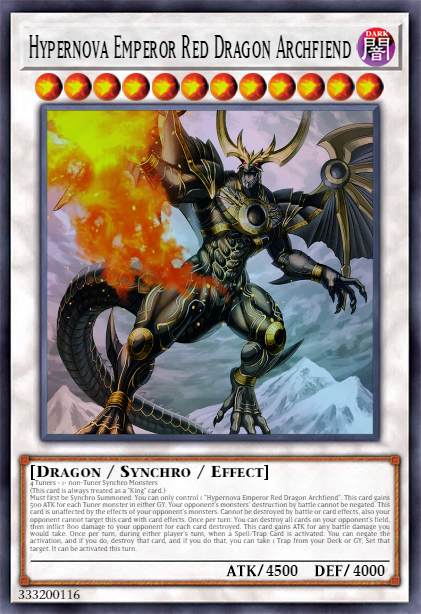 Hypernova Emperor Red Dragon Archfiend
DARK
闇
[Dragon / Synchro / Effect]
4 Tuners + 1+ non-Tuner Synchro Monsters
(This card is always treated as a "King" card.)
Must first be Synchro Summoned. You can only control 1 "Hypernova Emperor Red Dragon Archfiend". This card gains
500 ATK for each Tuner monster in either GY. Your opponent's monsters' destruction by battle cannot be negated. This
card is unaffected by the effects of your opponent's monsters. Cannot be destroyed by battle or card effects, also your
opponent cannot target this card with card effects. Once per turn: You can destroy all cards on your opponent's field,
then inflict 800 damage to your opponent for each card destroyed. This card gains ATK for any battle damage you
would take. Once per turn, during either player's turn, when a Spell/Trap Card is activated: You can negate the
activation, and if you do, destroy that card, and if you do that, you can take 1 Trap from your Deck or GY, Set that
target. It can be activated this turn.
ATK/4500 DEF/4000
333200116